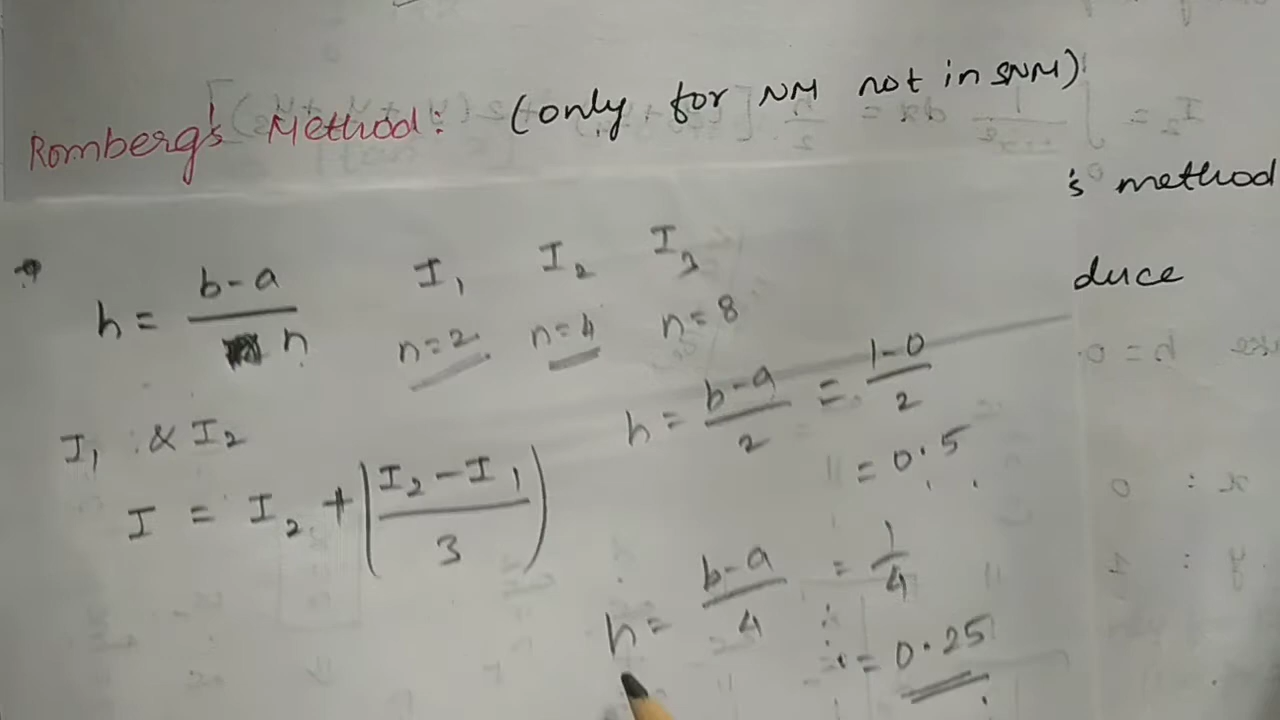 Romberg's Method: (only for NM not in SNM)
's method
duce
h = b-a / n
I₁ I₂ I₃
n=2 n=4 n=8
I₁ & I₂
I = I₂ + (I₂ - I₁ / 3)
h = b-a / 2 = 1-0 / 2
= 0.5
h = b-a / 4 = 1 / 4
= 0.25